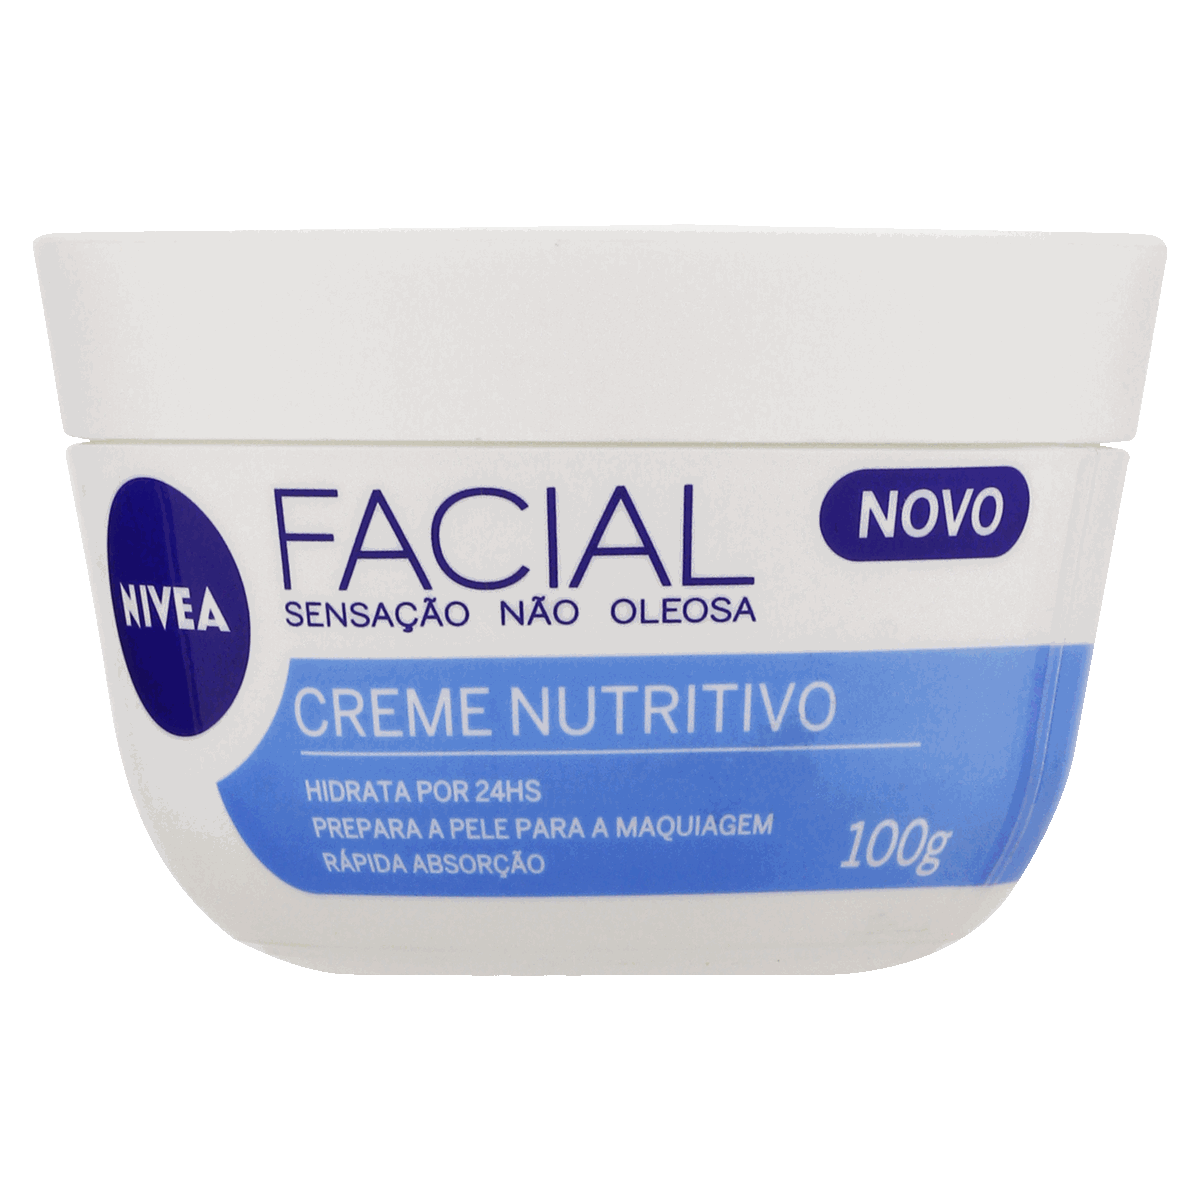 NIVEA
FACIAL
SENSAÇÃO NÃO OLEOSA
NOVO
CREME NUTRITIVO
HIDRATA POR 24HS
PREPARA A PELE PARA A MAQUIAGEM
RÁPIDA ABSORÇÃO
100g